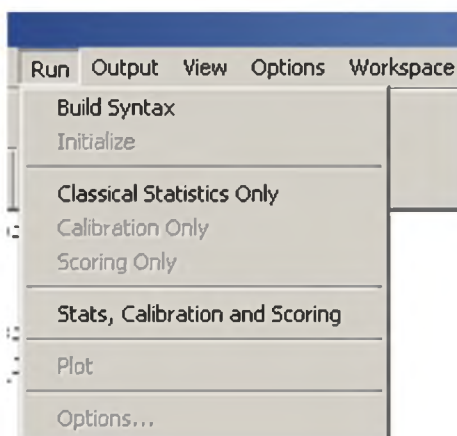 Run Output View Options Workspace
Build Syntax
Initialize
Classical Statistics Only
Calibration Only
Scoring Only
Stats, Calibration and Scoring
Plot
Options...